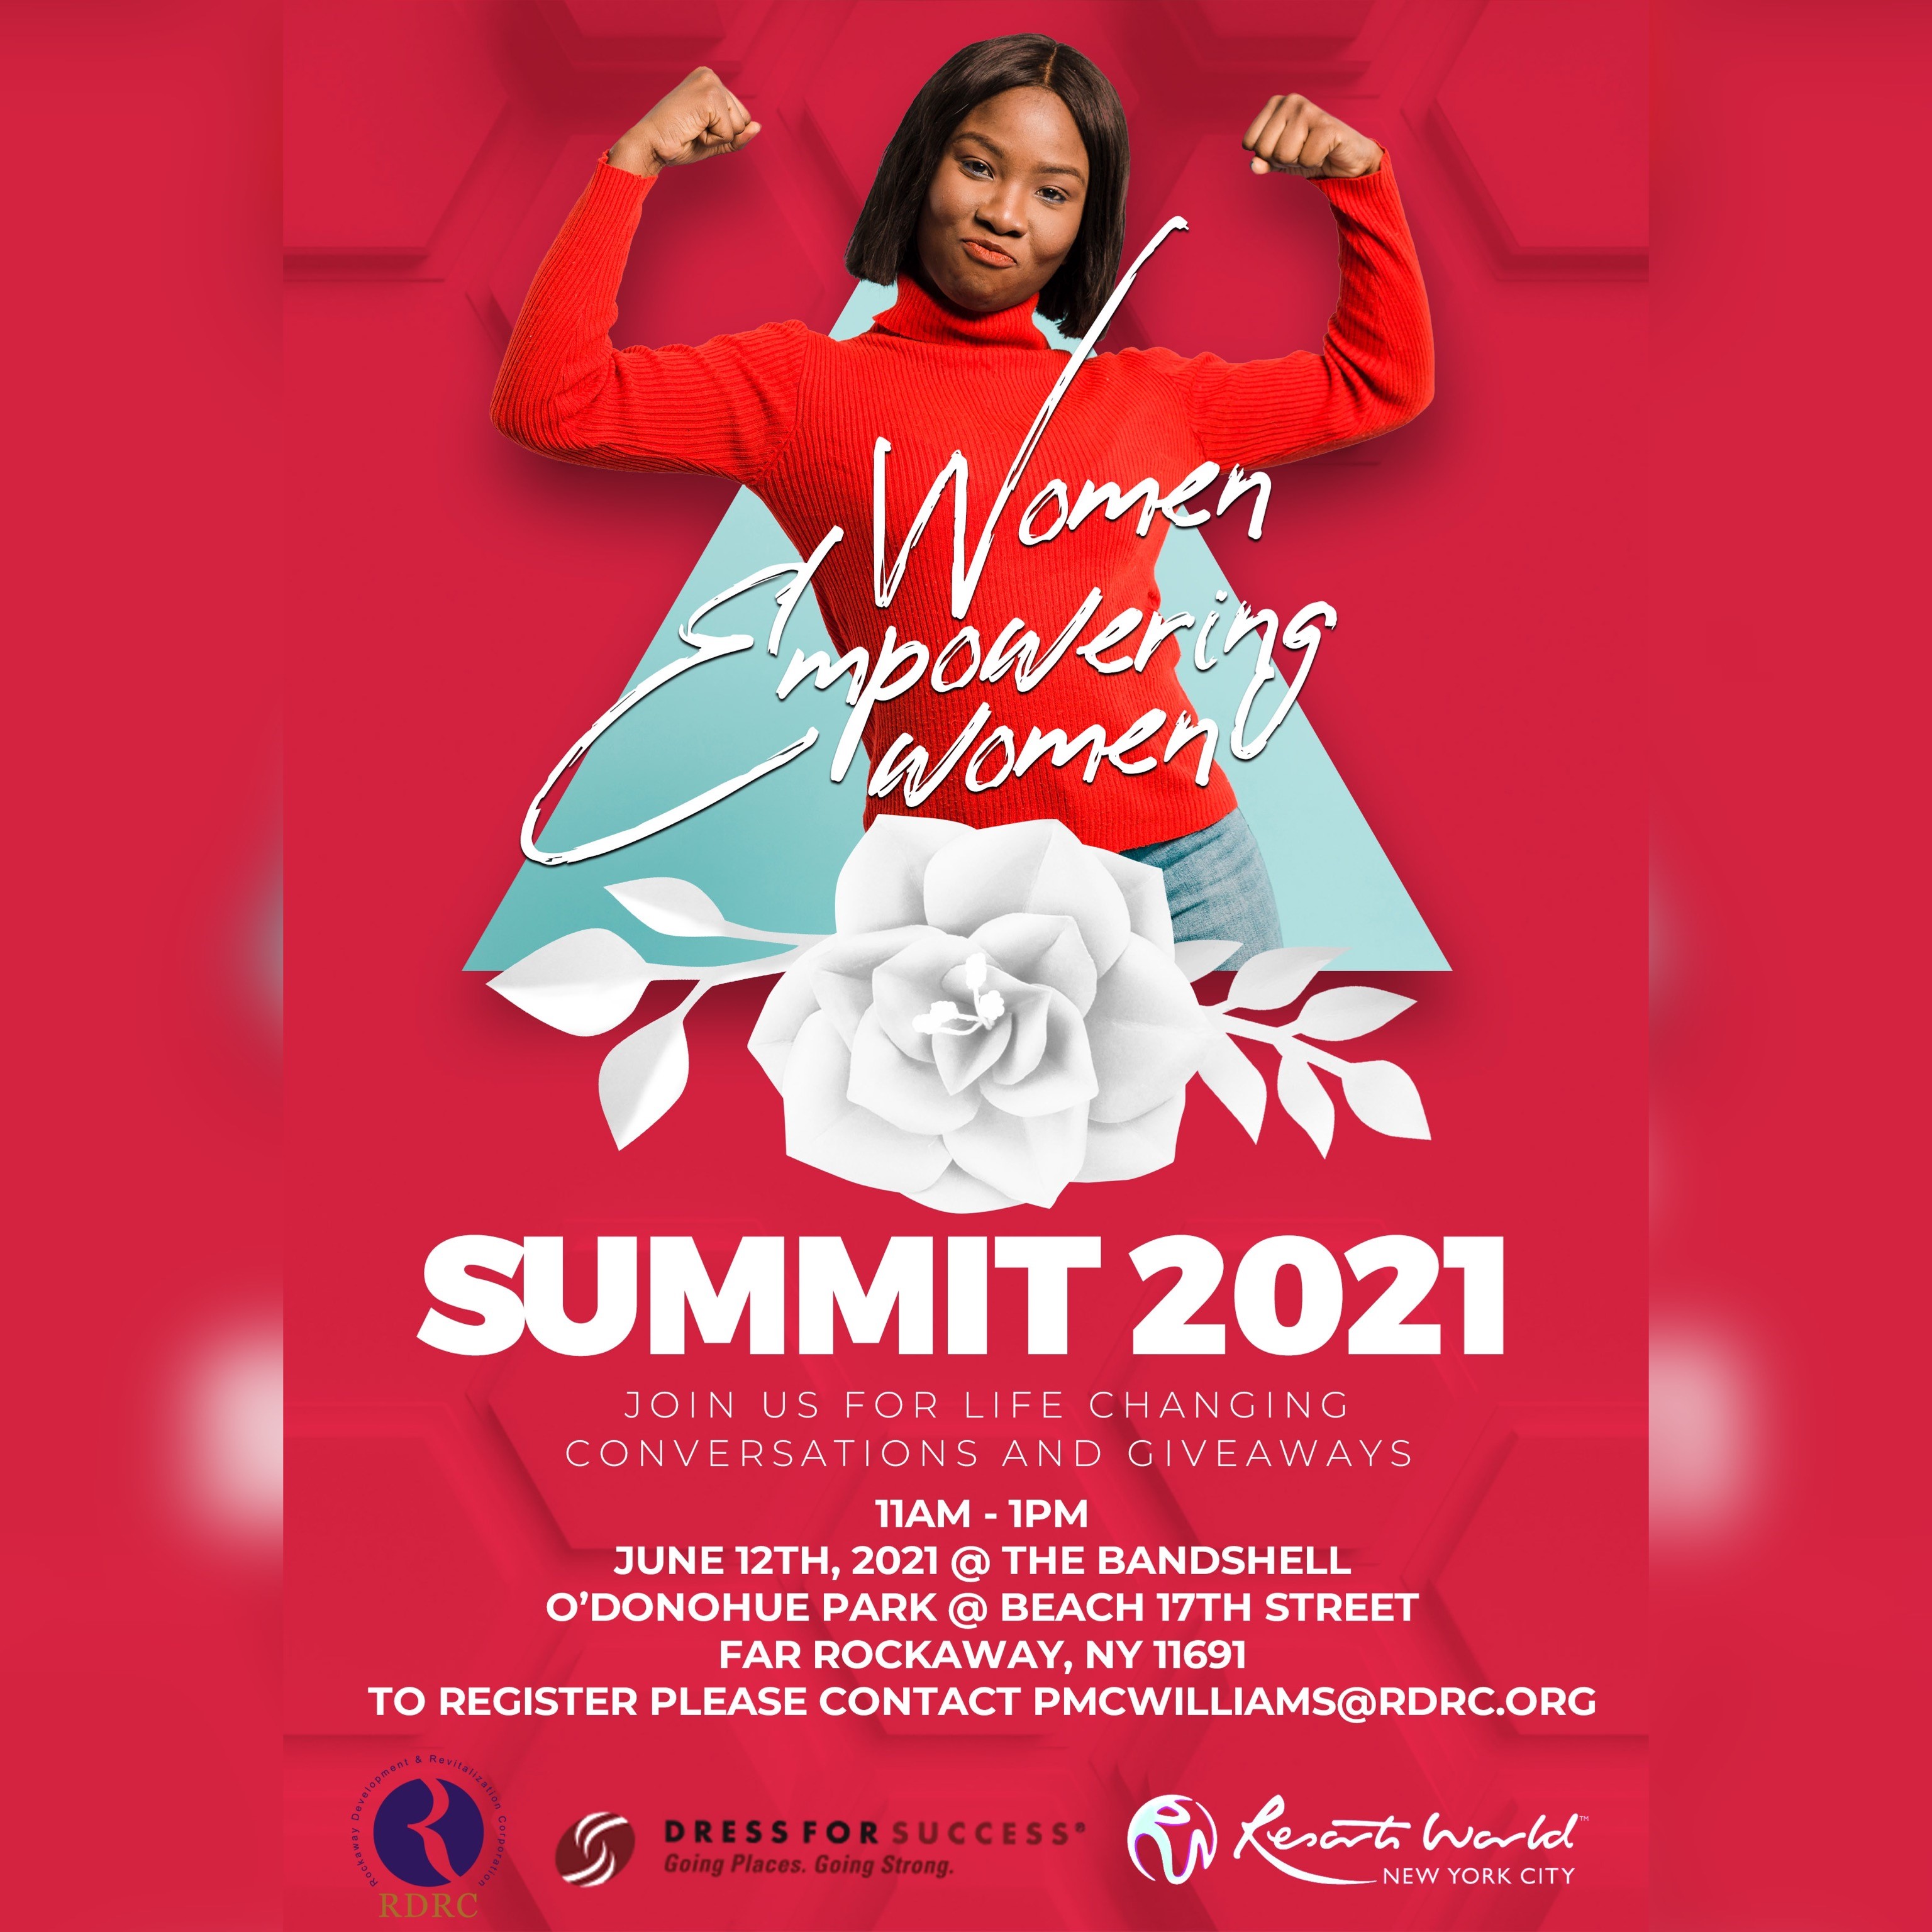 Women
Empowering
Women
SUMMIT 2021
JOIN US FOR LIFE CHANGING
CONVERSATIONS AND GIVEAWAYS
11AM - 1PM
JUNE 12TH, 2021 @ THE BANDSHELL
O’DONOHUE PARK @ BEACH 17TH STREET
FAR ROCKAWAY, NY 11691
TO REGISTER PLEASE CONTACT PMCWILLIAMS@RDRC.ORG
Rockaway Development & Revitalization Corporation
RDRC
DRESS FOR SUCCESS®
Going Places. Going Strong.
RW
Resorts World™
NEW YORK CITY